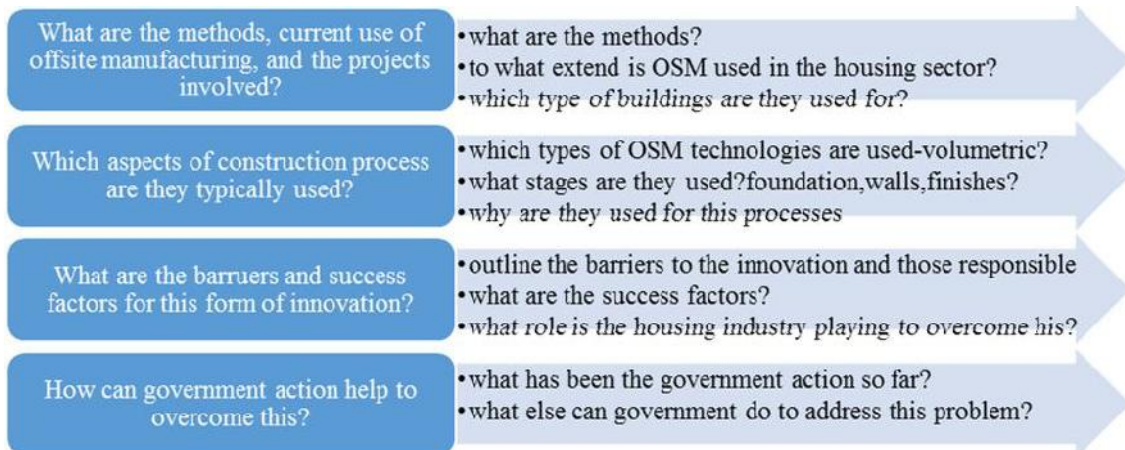 What are the methods, current use of
offsite manufacturing, and the projects
involved?
•what are the methods?
•to what extend is OSM used in the housing sector?
•which type of buildings are they used for?
Which aspects of construction process
are they typically used?
•which types of OSM technologies are used-volumetric?
•what stages are they used?foundation,walls,finishes?
•why are they used for this processes
What are the barruers and success
factors for this form of innovation?
•outline the barriers to the innovation and those responsible
•what are the success factors?
•what role is the housing industry playing to overcome his?
How can government action help to
overcome this?
•what has been the government action so far?
•what else can government do to address this problem?